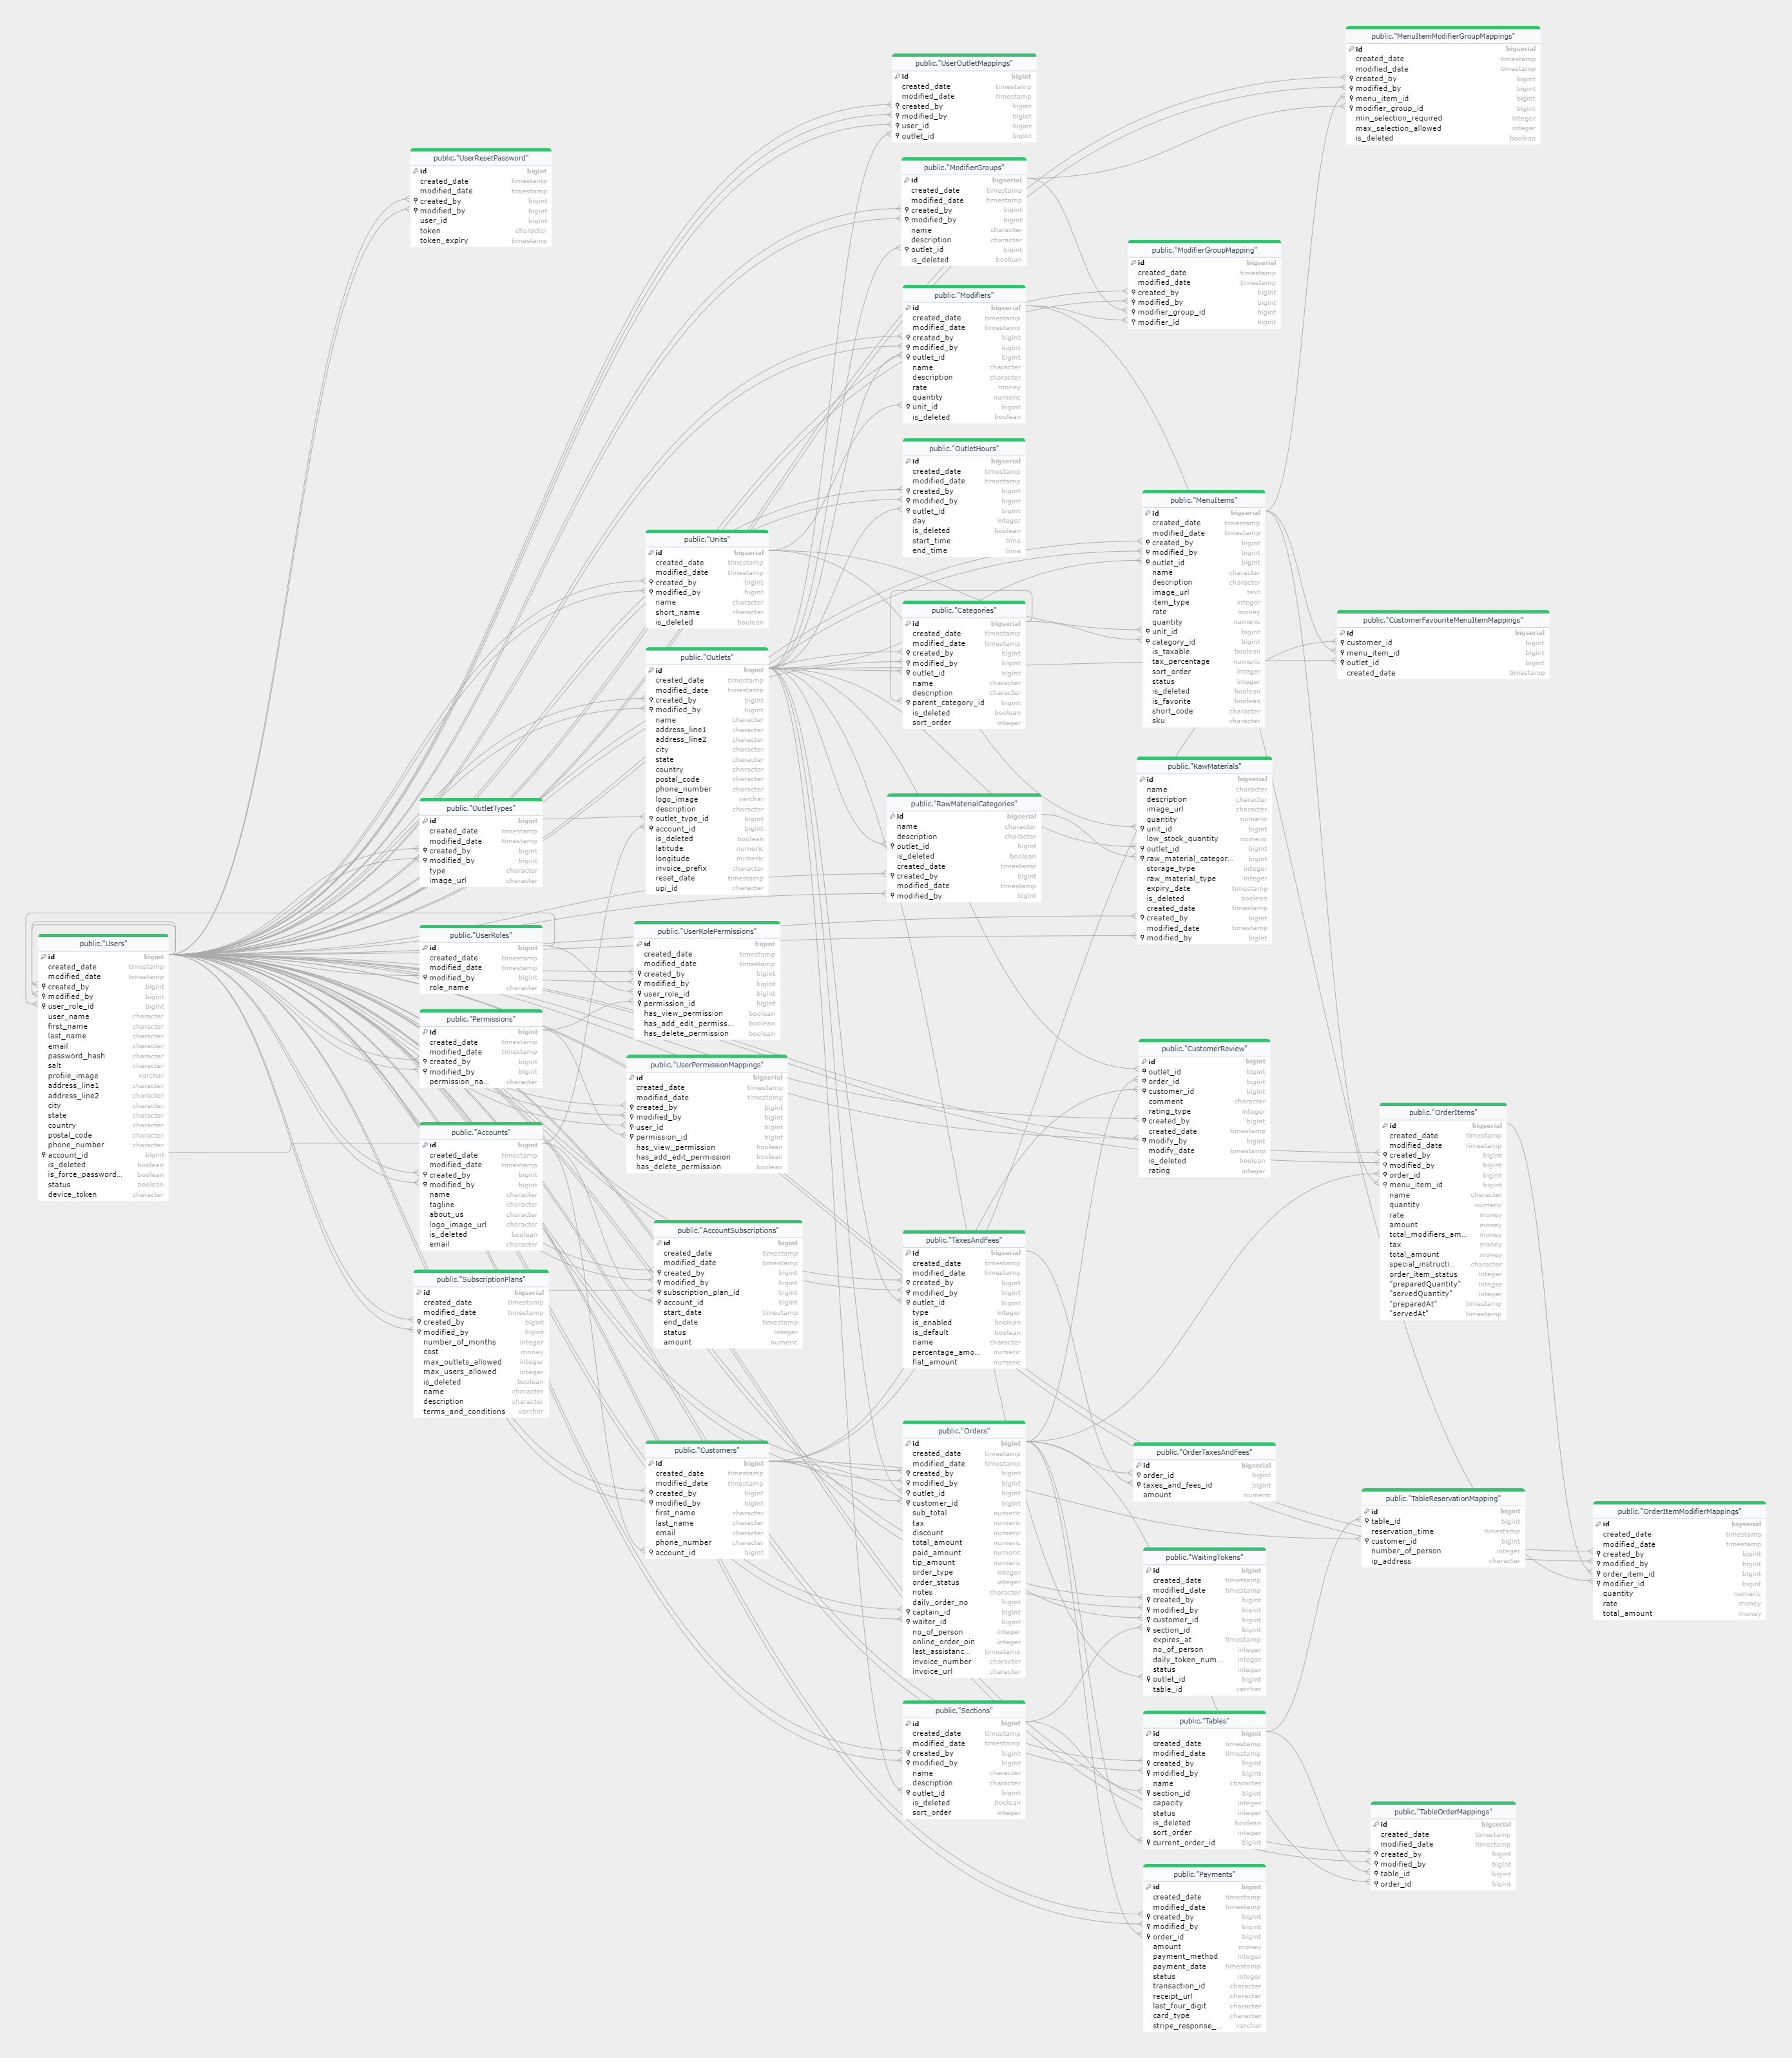 public."MenuItemModifierGroupMappings"
id bigserial
created_date timestamp
modified_date timestamp
created_by bigint
modified_by bigint
menu_item_id bigint
modifier_group_id bigint
min_selection_required integer
max_selection_allowed integer
is_deleted boolean
public."UserOutletMappings"
id bigint
created_date timestamp
modified_date timestamp
created_by bigint
modified_by bigint
user_id bigint
outlet_id bigint
public."UserResetPassword"
id bigint
created_date timestamp
modified_date timestamp
created_by bigint
modified_by bigint
user_id bigint
token character
token_expiry timestamp
public."ModifierGroups"
id bigserial
created_date timestamp
modified_date timestamp
created_by bigint
modified_by bigint
name character
description character
outlet_id bigint
is_deleted boolean
public."ModifierGroupMapping"
id bigserial
created_date timestamp
modified_date timestamp
created_by bigint
modified_by bigint
modifier_group_id bigint
modifier_id bigint
public."Modifiers"
id bigserial
created_date timestamp
modified_date timestamp
created_by bigint
modified_by bigint
outlet_id bigint
name character
description character
rate money
quantity numeric
unit_id bigint
is_deleted boolean
public."OutletHours"
id bigserial
created_date timestamp
modified_date timestamp
created_by bigint
modified_by bigint
outlet_id bigint
day integer
is_deleted boolean
start_time time
end_time time
public."MenuItems"
id bigserial
created_date timestamp
modified_date timestamp
created_by bigint
modified_by bigint
outlet_id bigint
name character
description character
image_url text
item_type integer
rate money
quantity numeric
unit_id bigint
category_id bigint
is_taxable boolean
tax_percentage numeric
sort_order integer
status integer
is_deleted boolean
is_favorite boolean
short_code character
sku character
public."Units"
id bigserial
created_date timestamp
modified_date timestamp
created_by bigint
modified_by bigint
name character
short_name character
is_deleted boolean
public."Categories"
id bigserial
created_date timestamp
modified_date timestamp
created_by bigint
modified_by bigint
outlet_id bigint
name character
description character
parent_category_id bigint
is_deleted boolean
sort_order integer
public."CustomerFavouriteMenuItemMappings"
id bigserial
customer_id bigint
menu_item_id bigint
outlet_id bigint
created_date timestamp
public."Outlets"
id bigint
created_date timestamp
modified_date timestamp
created_by bigint
modified_by bigint
name character
address_line1 character
address_line2 character
city character
state character
country character
postal_code character
phone_number character
logo_image varchar
description character
outlet_type_id bigint
account_id bigint
is_deleted boolean
latitude numeric
longitude numeric
invoice_prefix character
reset_date timestamp
upi_id character
public."RawMaterials"
id bigserial
name character
description character
image_url character
quantity numeric
unit_id bigint
low_stock_quantity numeric
outlet_id bigint
raw_material_categor... bigint
storage_type integer
raw_material_type integer
expiry_date timestamp
is_deleted boolean
created_date timestamp
created_by bigint
modified_date timestamp
modified_by bigint
public."RawMaterialCategories"
id bigserial
name character
description character
outlet_id bigint
is_deleted boolean
created_date timestamp
created_by bigint
modified_date timestamp
modified_by bigint
public."OutletTypes"
id bigint
created_date timestamp
modified_date timestamp
created_by bigint
modified_by bigint
type character
image_url character
public."Users"
id bigint
created_date timestamp
modified_date timestamp
created_by bigint
modified_by bigint
user_role_id bigint
user_name character
first_name character
last_name character
email character
password_hash character
salt character
profile_image varchar
address_line1 character
address_line2 character
city character
state character
country character
postal_code character
phone_number character
account_id bigint
is_deleted boolean
is_force_password... boolean
status boolean
device_token character
public."UserRoles"
id bigint
created_date timestamp
modified_date timestamp
modified_by bigint
role_name character
public."UserRolePermissions"
id bigint
created_date timestamp
modified_date timestamp
created_by bigint
modified_by bigint
user_role_id bigint
permission_id bigint
has_view_permission boolean
has_add_edit_permiss... boolean
has_delete_permission boolean
public."Permissions"
id bigint
created_date timestamp
modified_date timestamp
created_by bigint
modified_by bigint
permission_na... character
public."UserPermissionMappings"
id bigserial
created_date timestamp
modified_date timestamp
created_by bigint
modified_by bigint
user_id bigint
permission_id bigint
has_view_permission boolean
has_add_edit_permission boolean
has_delete_permission boolean
public."CustomerReview"
id bigint
outlet_id bigint
order_id bigint
customer_id bigint
comment character
rating_type integer
created_by bigint
created_date timestamp
modify_by bigint
modify_date timestamp
is_deleted boolean
rating integer
public."OrderItems"
id bigserial
created_date timestamp
modified_date timestamp
created_by bigint
modified_by bigint
order_id bigint
menu_item_id bigint
name character
quantity numeric
rate money
amount money
total_modifiers_am... money
tax money
total_amount money
special_instructi... character
order_item_status integer
"preparedQuantity" integer
"servedQuantity" integer
"preparedAt" timestamp
"servedAt" timestamp
public."Accounts"
id bigint
created_date timestamp
modified_date timestamp
created_by bigint
modified_by bigint
name character
tagline character
about_us character
logo_image_url character
is_deleted boolean
email character
public."AccountSubscriptions"
id bigint
created_date timestamp
modified_date timestamp
created_by bigint
modified_by bigint
subscription_plan_id bigint
account_id bigint
start_date timestamp
end_date timestamp
status integer
amount numeric
public."TaxesAndFees"
id bigserial
created_date timestamp
modified_date timestamp
created_by bigint
modified_by bigint
outlet_id bigint
type integer
is_enabled boolean
is_default boolean
name character
percentage_amo... numeric
flat_amount numeric
public."SubscriptionPlans"
id bigserial
created_date timestamp
modified_date timestamp
created_by bigint
modified_by bigint
number_of_months integer
cost money
max_outlets_allowed integer
max_users_allowed integer
is_deleted boolean
name character
description character
terms_and_conditions varchar
public."Customers"
id bigint
created_date timestamp
modified_date timestamp
created_by bigint
modified_by bigint
first_name character
last_name character
email character
phone_number character
account_id bigint
public."Orders"
id bigint
created_date timestamp
modified_date timestamp
created_by bigint
modified_by bigint
outlet_id bigint
customer_id bigint
sub_total numeric
tax numeric
discount numeric
total_amount numeric
paid_amount numeric
tip_amount numeric
order_type integer
order_status integer
notes character
daily_order_no bigint
captain_id bigint
waiter_id bigint
no_of_person integer
online_order_pin integer
last_assistanc... timestamp
invoice_number character
invoice_url character
public."OrderTaxesAndFees"
id bigserial
order_id bigint
taxes_and_fees_id bigint
amount numeric
public."TableReservationMapping"
id bigint
table_id bigint
reservation_time timestamp
customer_id bigint
number_of_person integer
ip_address character
public."OrderItemModifierMappings"
id bigserial
created_date timestamp
modified_date timestamp
created_by bigint
modified_by bigint
order_item_id bigint
modifier_id bigint
quantity numeric
rate money
total_amount money
public."WaitingTokens"
id bigint
created_date timestamp
modified_date timestamp
created_by bigint
modified_by bigint
customer_id bigint
section_id bigint
expires_at timestamp
no_of_person integer
daily_token_num... integer
status integer
outlet_id bigint
table_id varchar
public."Sections"
id bigint
created_date timestamp
modified_date timestamp
created_by bigint
modified_by bigint
name character
description character
outlet_id bigint
is_deleted boolean
sort_order integer
public."Tables"
id bigint
created_date timestamp
modified_date timestamp
created_by bigint
modified_by bigint
name character
section_id bigint
capacity integer
status integer
is_deleted boolean
sort_order integer
current_order_id bigint
public."TableOrderMappings"
id bigserial
created_date timestamp
modified_date timestamp
created_by bigint
modified_by bigint
table_id bigint
order_id bigint
public."Payments"
id bigint
created_date timestamp
modified_date timestamp
created_by bigint
modified_by bigint
order_id bigint
amount money
payment_method integer
payment_date timestamp
status integer
transaction_id character
receipt_url character
last_four_digit character
card_type character
stripe_response_... varchar